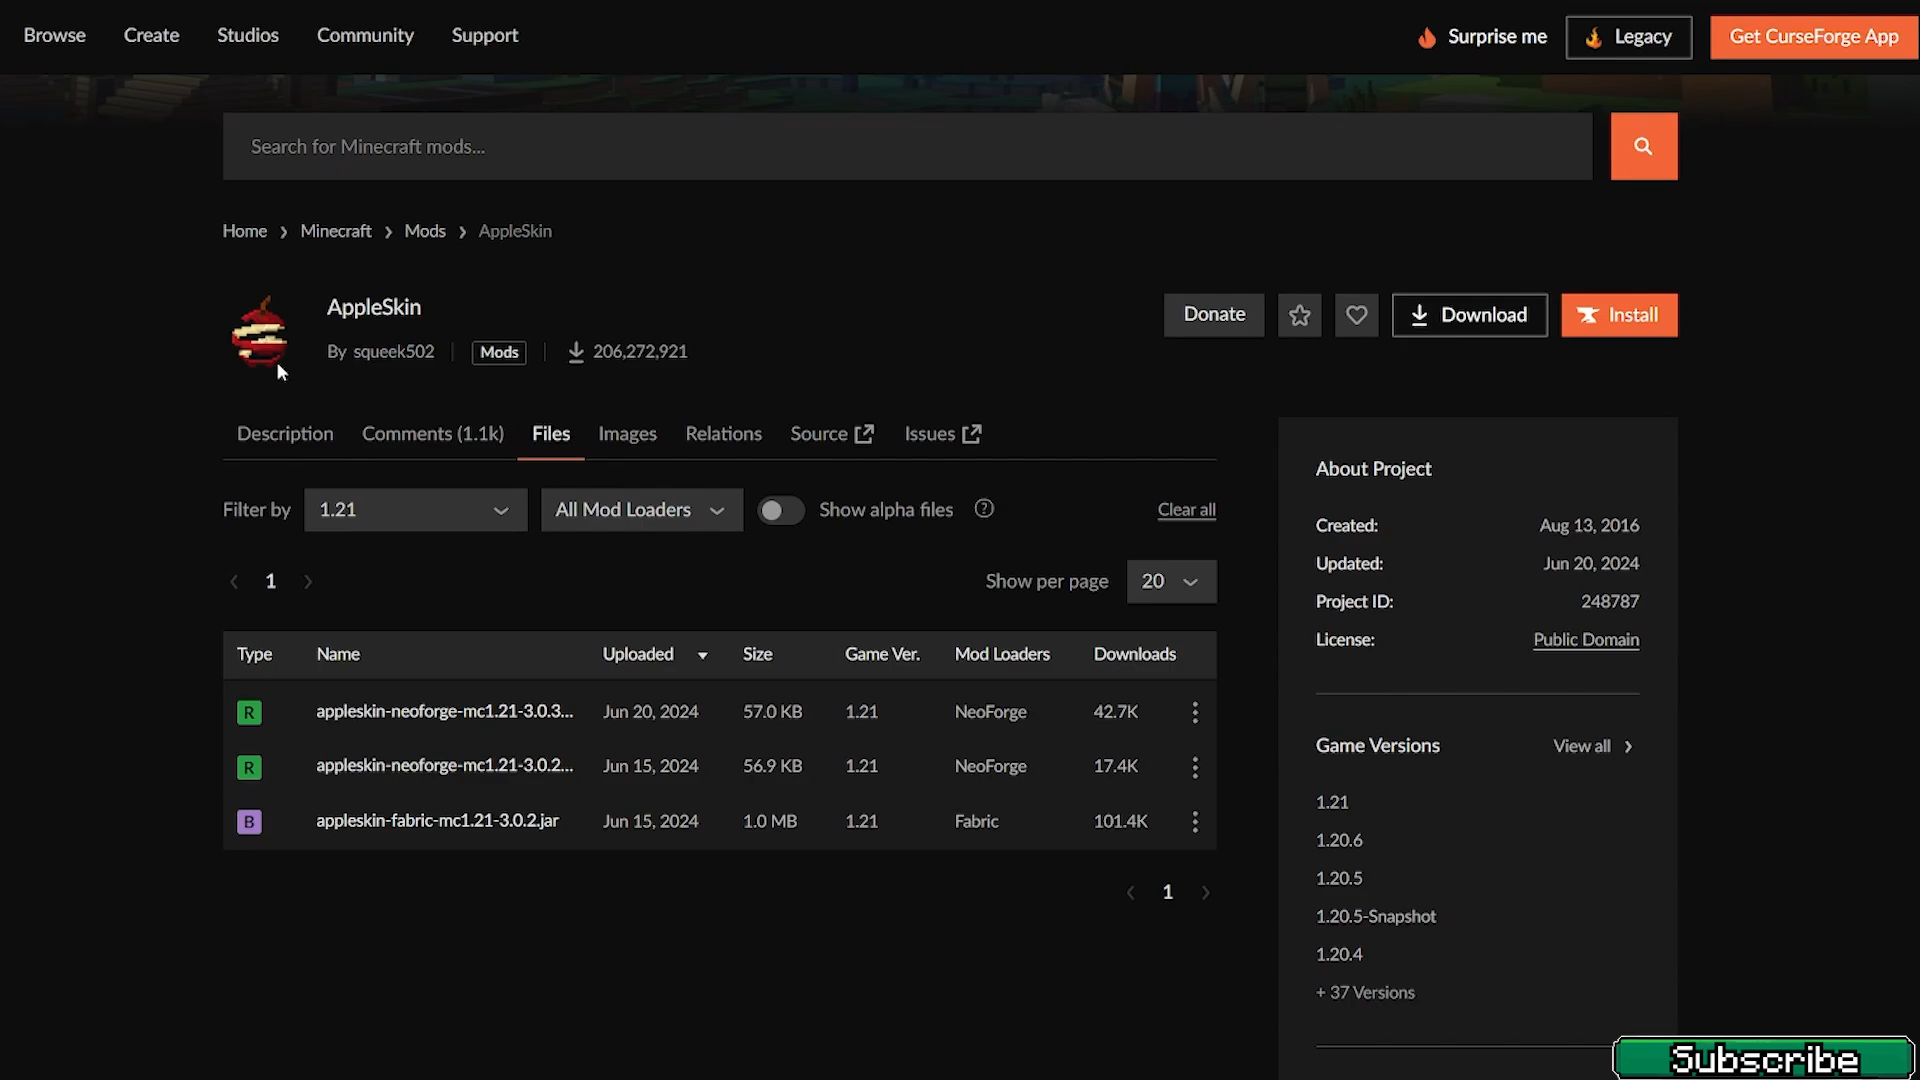 Browse Create Studios Community Support Surprise me Legacy Get CurseForge App
Search for Minecraft mods...
Home > Minecraft > Mods > AppleSkin
AppleSkin
By squeek502 Mods 206,272,921
Donate Download Install
Description Comments (1.1k) Files Images Relations Source Issues
Filter by 1.21 All Mod Loaders Show alpha files ? Clear all
< 1 > Show per page 20
Type Name Uploaded Size Game Ver. Mod Loaders Downloads
R appleskin-neoforge-mc1.21-3.0.3... Jun 20, 2024 57.0 KB 1.21 NeoForge 42.7K
R appleskin-neoforge-mc1.21-3.0.2... Jun 15, 2024 56.9 KB 1.21 NeoForge 17.4K
B appleskin-fabric-mc1.21-3.0.2.jar Jun 15, 2024 1.0 MB 1.21 Fabric 101.4K
< 1 >
About Project
Created: Aug 13, 2016
Updated: Jun 20, 2024
Project ID: 248787
License: Public Domain
Game Versions View all >
1.21
1.20.6
1.20.5
1.20.5-Snapshot
1.20.4
+ 37 Versions
Subscribe